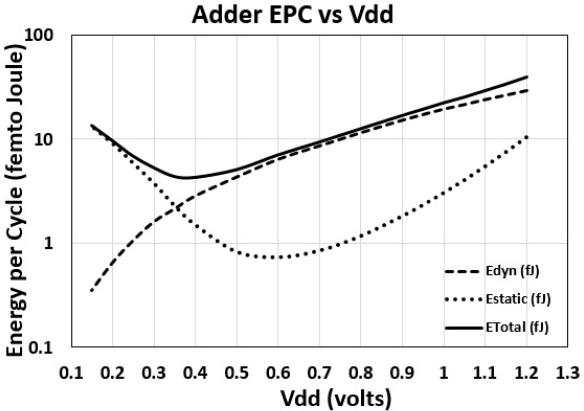 Adder EPC vs Vdd
Energy per Cycle (femto Joule)
100
10
1
0.1
Edyn (fJ)
Estatic (fJ)
ETotal (fJ)
0.1 0.2 0.3 0.4 0.5 0.6 0.7 0.8 0.9 1 1.1 1.2 1.3
Vdd (volts)